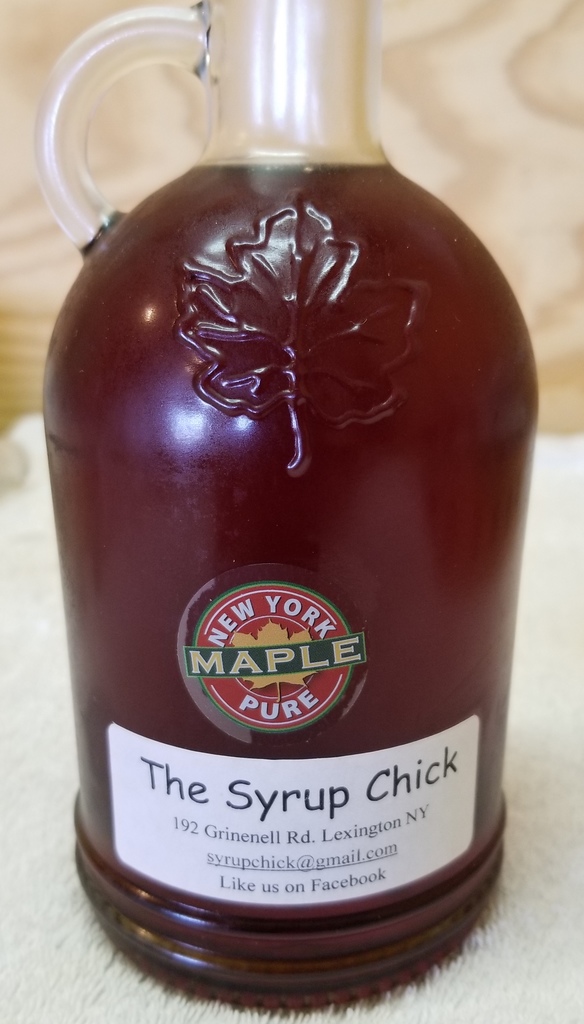 NEW YORK
MAPLE
PURE
The Syrup Chick
192 Grinenell Rd. Lexington NY
syrupchick@gmail.com
Like us on Facebook